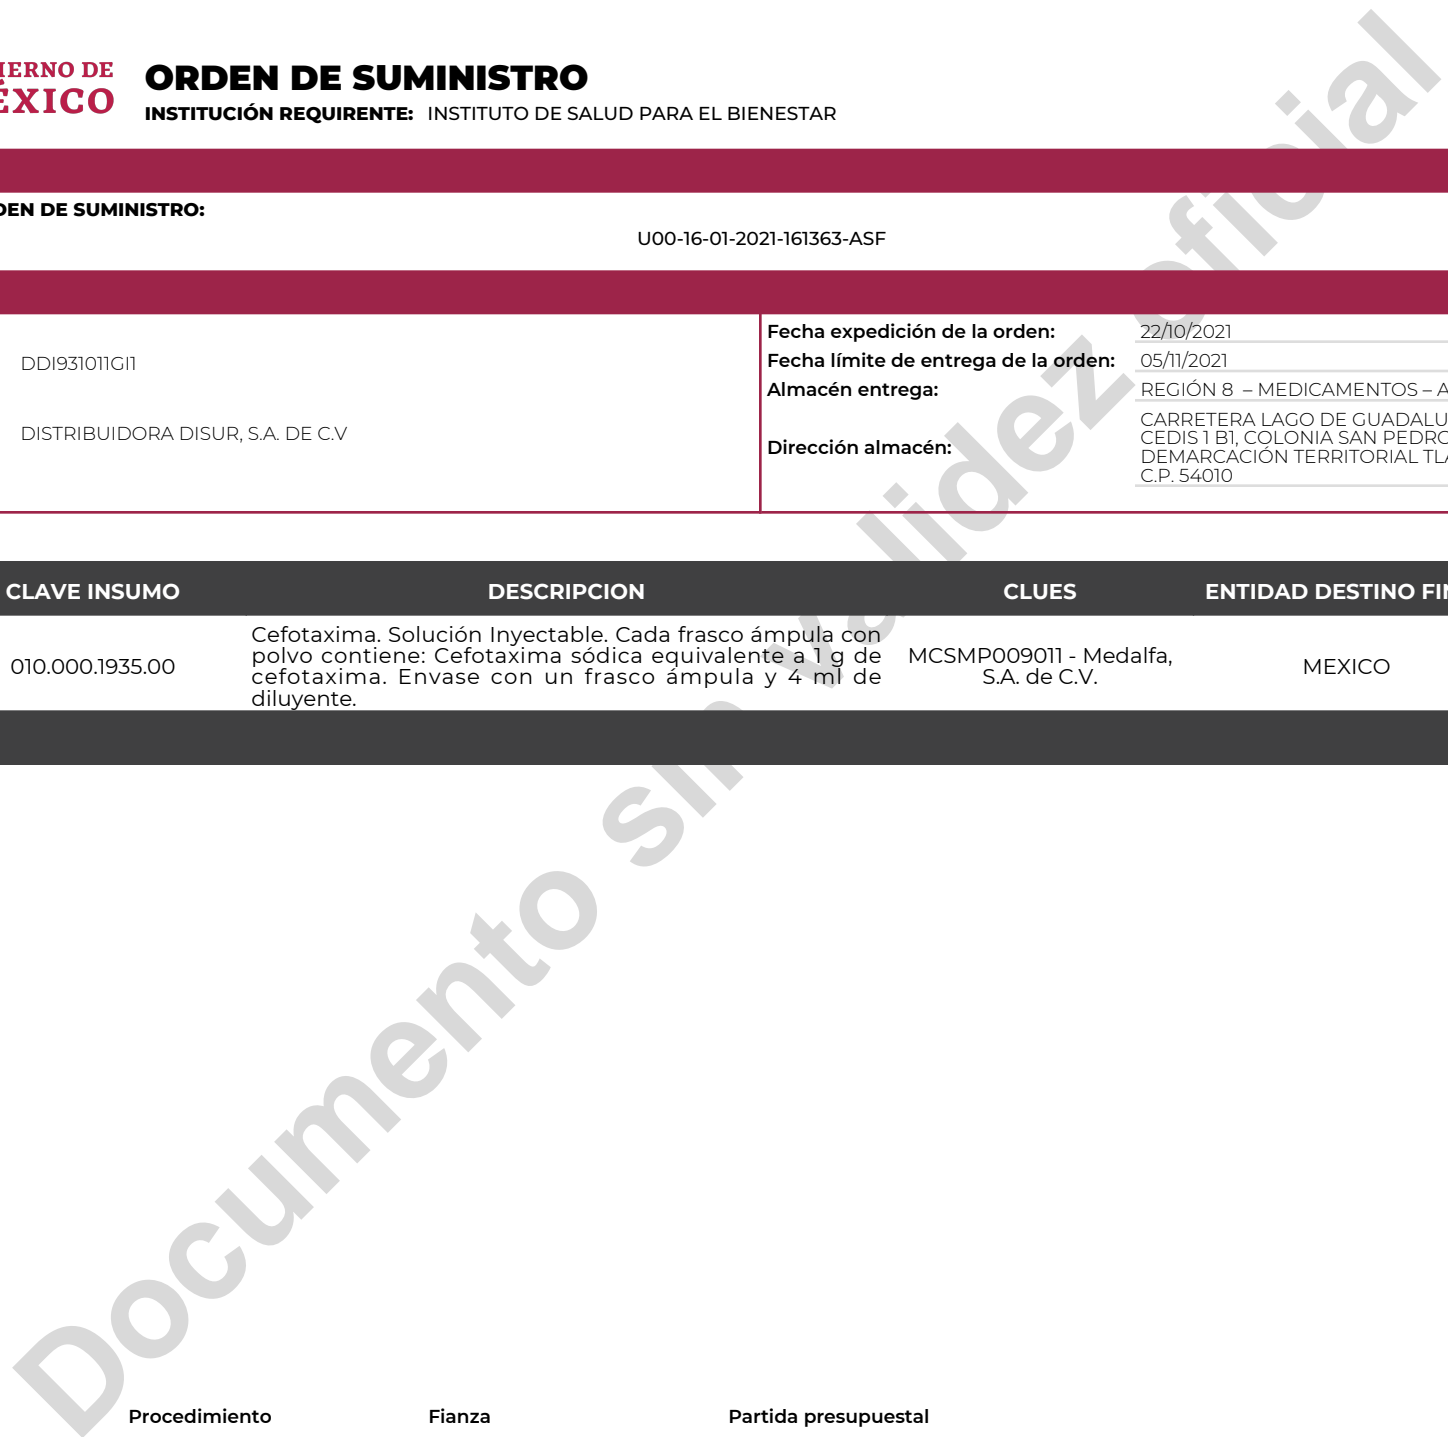 IERNO DE
ÉXICO
ORDEN DE SUMINISTRO
INSTITUCIÓN REQUIRENTE: INSTITUTO DE SALUD PARA EL BIENESTAR
DEN DE SUMINISTRO:
U00-16-01-2021-161363-ASF
DDI931011GI1
DISTRIBUIDORA DISUR, S.A. DE C.V
Fecha expedición de la orden: 22/10/2021
Fecha límite de entrega de la orden: 05/11/2021
Almacén entrega: REGIÓN 8 – MEDICAMENTOS – A
Dirección almacén:
CARRETERA LAGO DE GUADALU
CEDIS 1 B1, COLONIA SAN PEDRO
DEMARCACIÓN TERRITORIAL TLA
C.P. 54010
CLAVE INSUMO DESCRIPCION CLUES ENTIDAD DESTINO FIN
010.000.1935.00
Cefotaxima. Solución Inyectable. Cada frasco ámpula con
polvo contiene: Cefotaxima sódica equivalente a 1 g de
cefotaxima. Envase con un frasco ámpula y 4 ml de
diluyente.
MCSMP009011 - Medalfa,
S.A. de C.V.
MEXICO
Documento sin validez oficial
Procedimiento Fianza Partida presupuestal